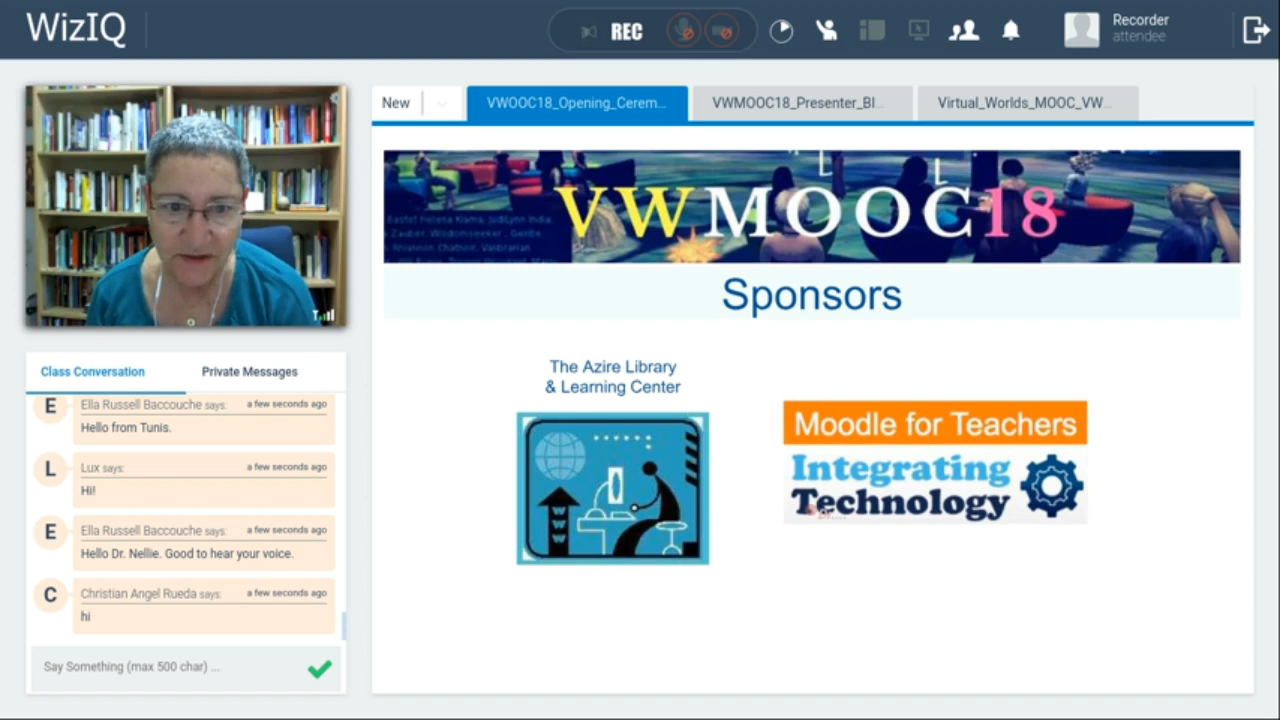 WizIQ
REC
Recorder
attendee
New
VWOOC18_Opening_Cerem...
VWMOOC18_Presenter_BI...
Virtual_Worlds_MOOC_VW...
VWMOOC18
Sponsors
The Azire Library
& Learning Center
Moodle for Teachers
Integrating
Technology
Class Conversation
Private Messages
E
Ella Russell Baccouche says:
a few seconds ago
Hello from Tunis.
L
Lux says:
a few seconds ago
Hi!
E
Ella Russell Baccouche says:
a few seconds ago
Hello Dr. Nellie. Good to hear your voice.
C
Christian Angel Rueda says:
a few seconds ago
hi
Say Something (max 500 char) ...